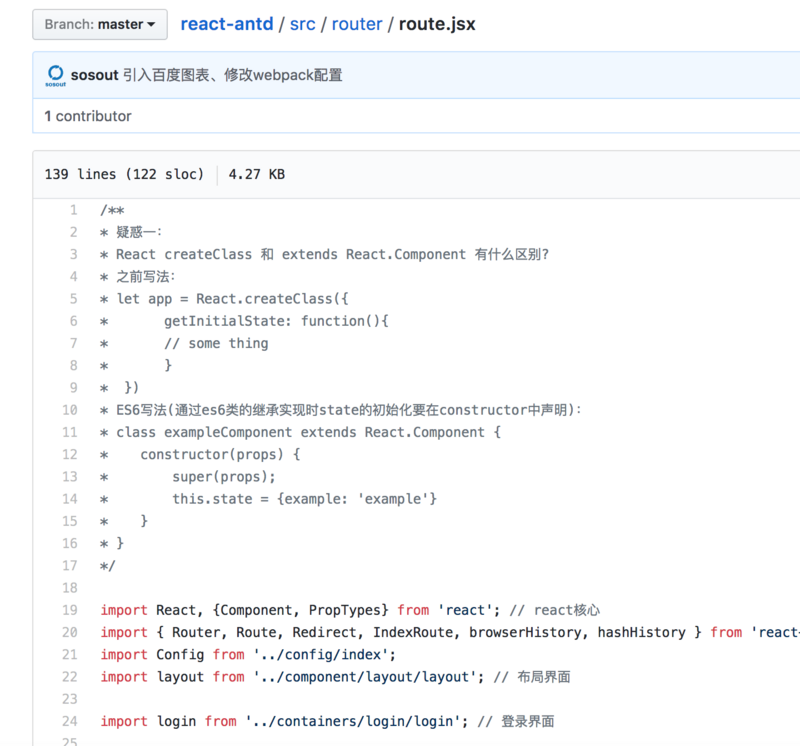 Branch: master
react-antd / src / router / route.jsx
sosout 引入百度图表、修改webpack配置
sosout
1 contributor
139 lines (122 sloc) 4.27 KB
1 /**
2 * 疑惑一：
3 * React createClass 和 extends React.Component 有什么区别?
4 * 之前写法：
5 * let app = React.createClass({
6 * getInitialState: function(){
7 * // some thing
8 * }
9 * })
10 * ES6写法(通过es6类的继承实现时state的初始化要在constructor中声明)：
11 * class exampleComponent extends React.Component {
12 * constructor(props) {
13 * super(props);
14 * this.state = {example: 'example'}
15 * }
16 * }
17 */
18
19 import React, {Component, PropTypes} from 'react'; // react核心
20 import { Router, Route, Redirect, IndexRoute, browserHistory, hashHistory } from 'react-
21 import Config from '../config/index';
22 import layout from '../component/layout/layout'; // 布局界面
23
24 import login from '../containers/login/login'; // 登录界面
25